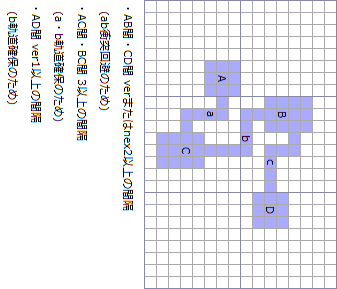 ・AB間・CD間 verまたはnex2以上の間隔
(ab衝突回避のため)
・AC間・BC間 3以上の間隔
(a・b軌道確保のため)
・AD間 ver1以上の間隔
(b軌道確保のため)
A
a
B
b
C
c
D